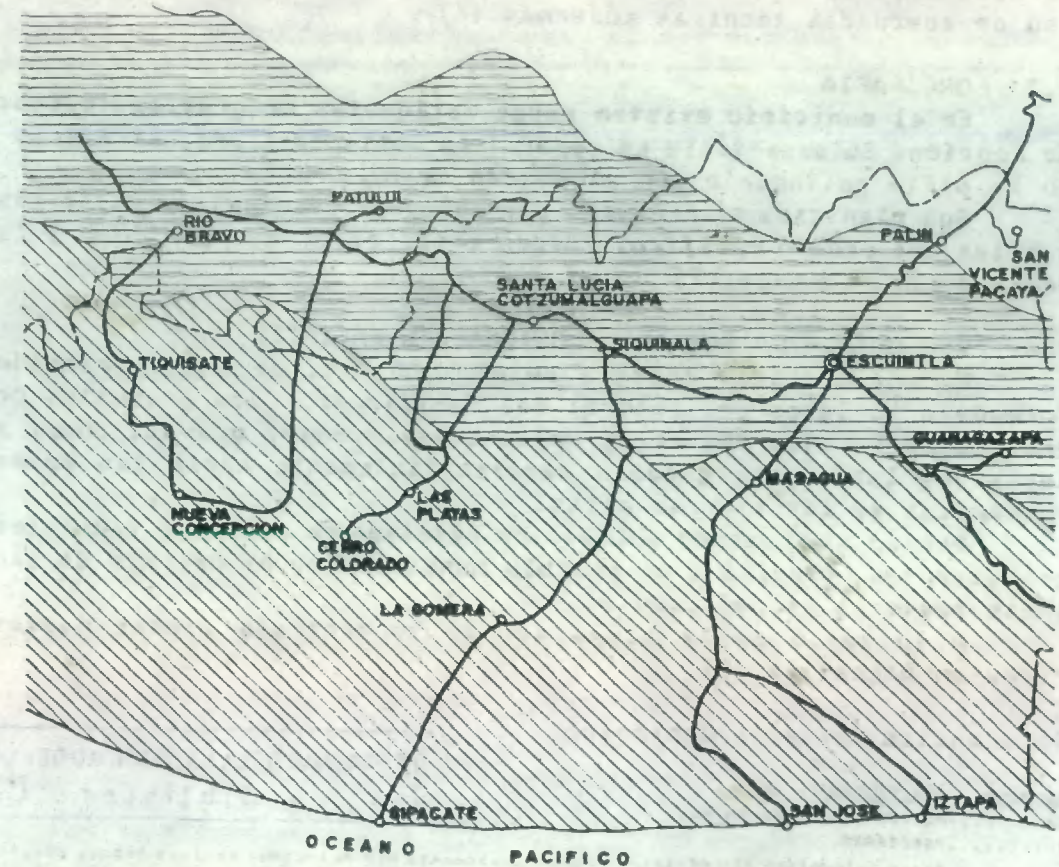 PATULUL
RIO
BRAVO
PALIN
SAN
VICENTE
PACAYA
SANTA LUCIA
COTZUMALGUAPA
SIQUINALA
TIQUISATE
ESCUINTLA
GUANAGAZAPA
MASAGUA
NUEVA
CONCEPCION
LAS
PLAYAS
CERRO
COLORADO
LA GOMERA
SIPACATE
SAN JOSE
IZTAPA
OCEANO PACIFICO